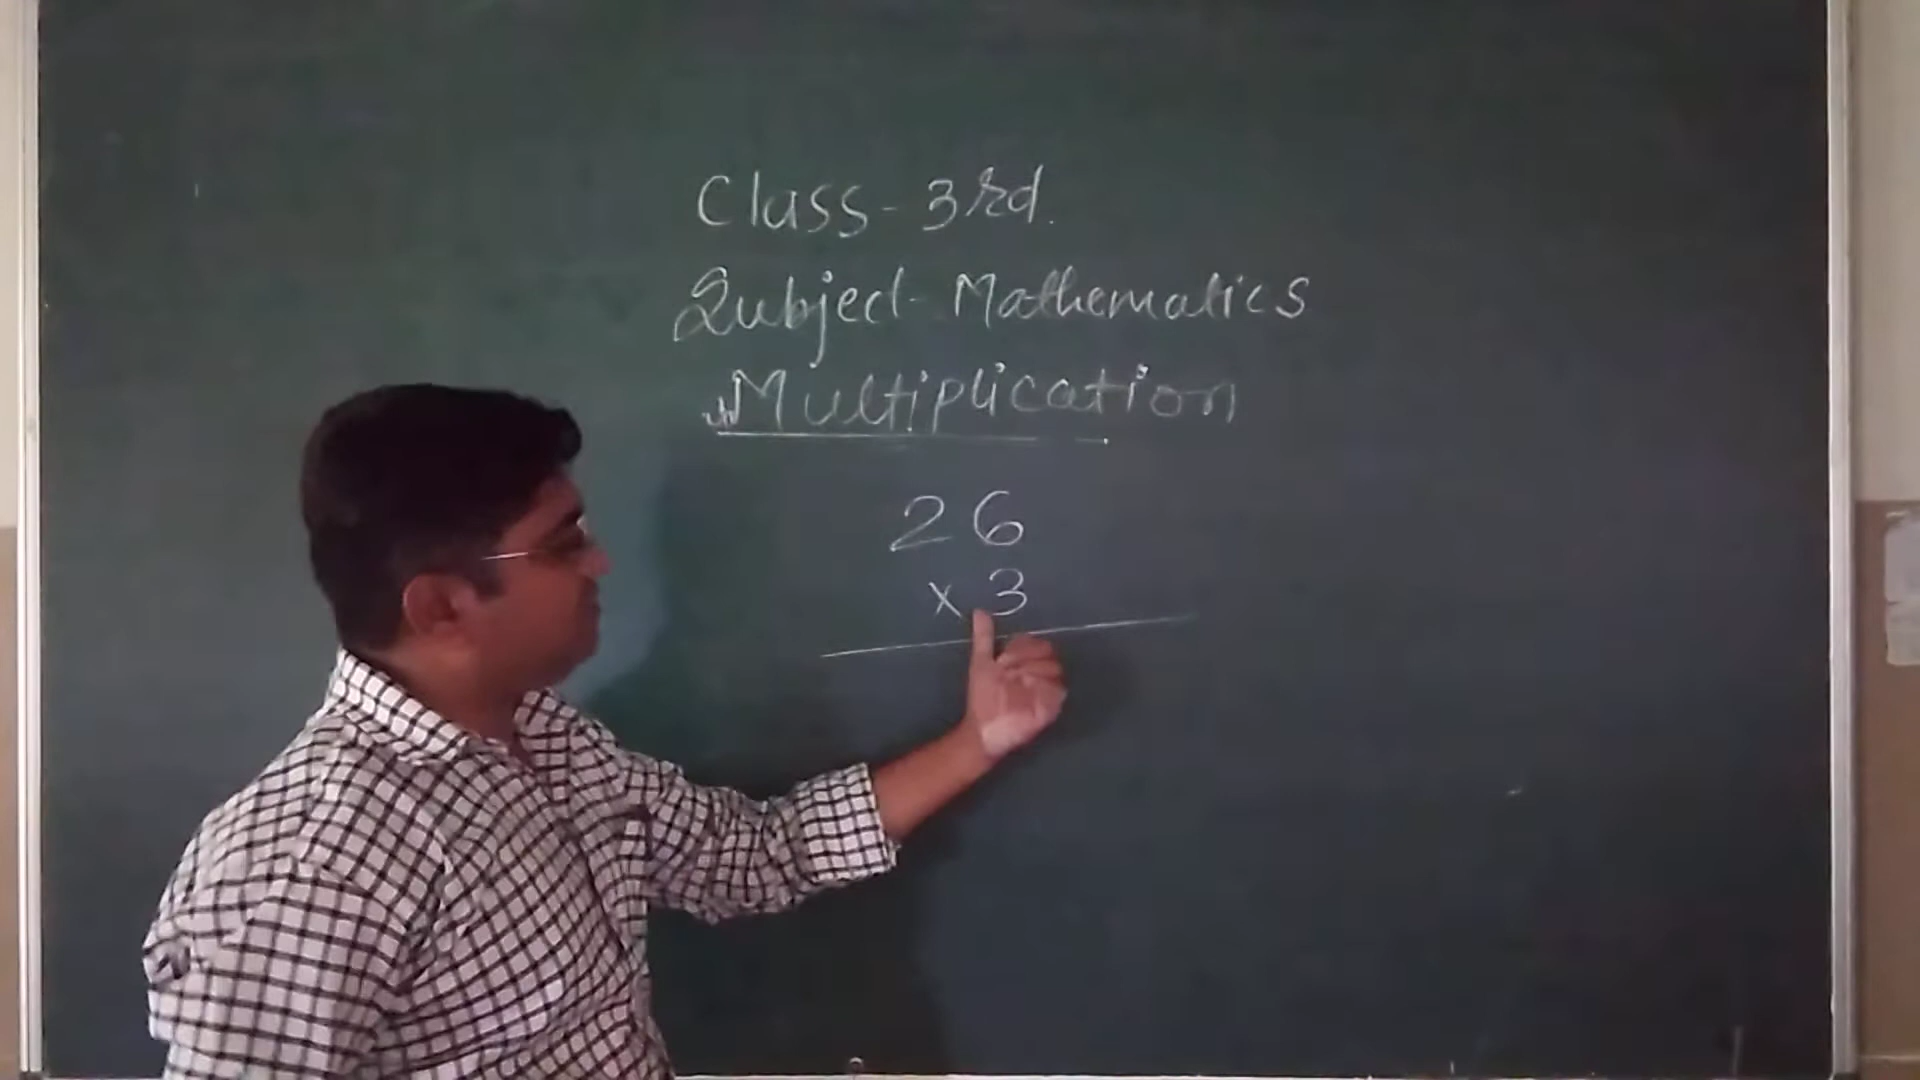 Class - 3rd.
Subject - Mathematics
Multiplication
26
x 3